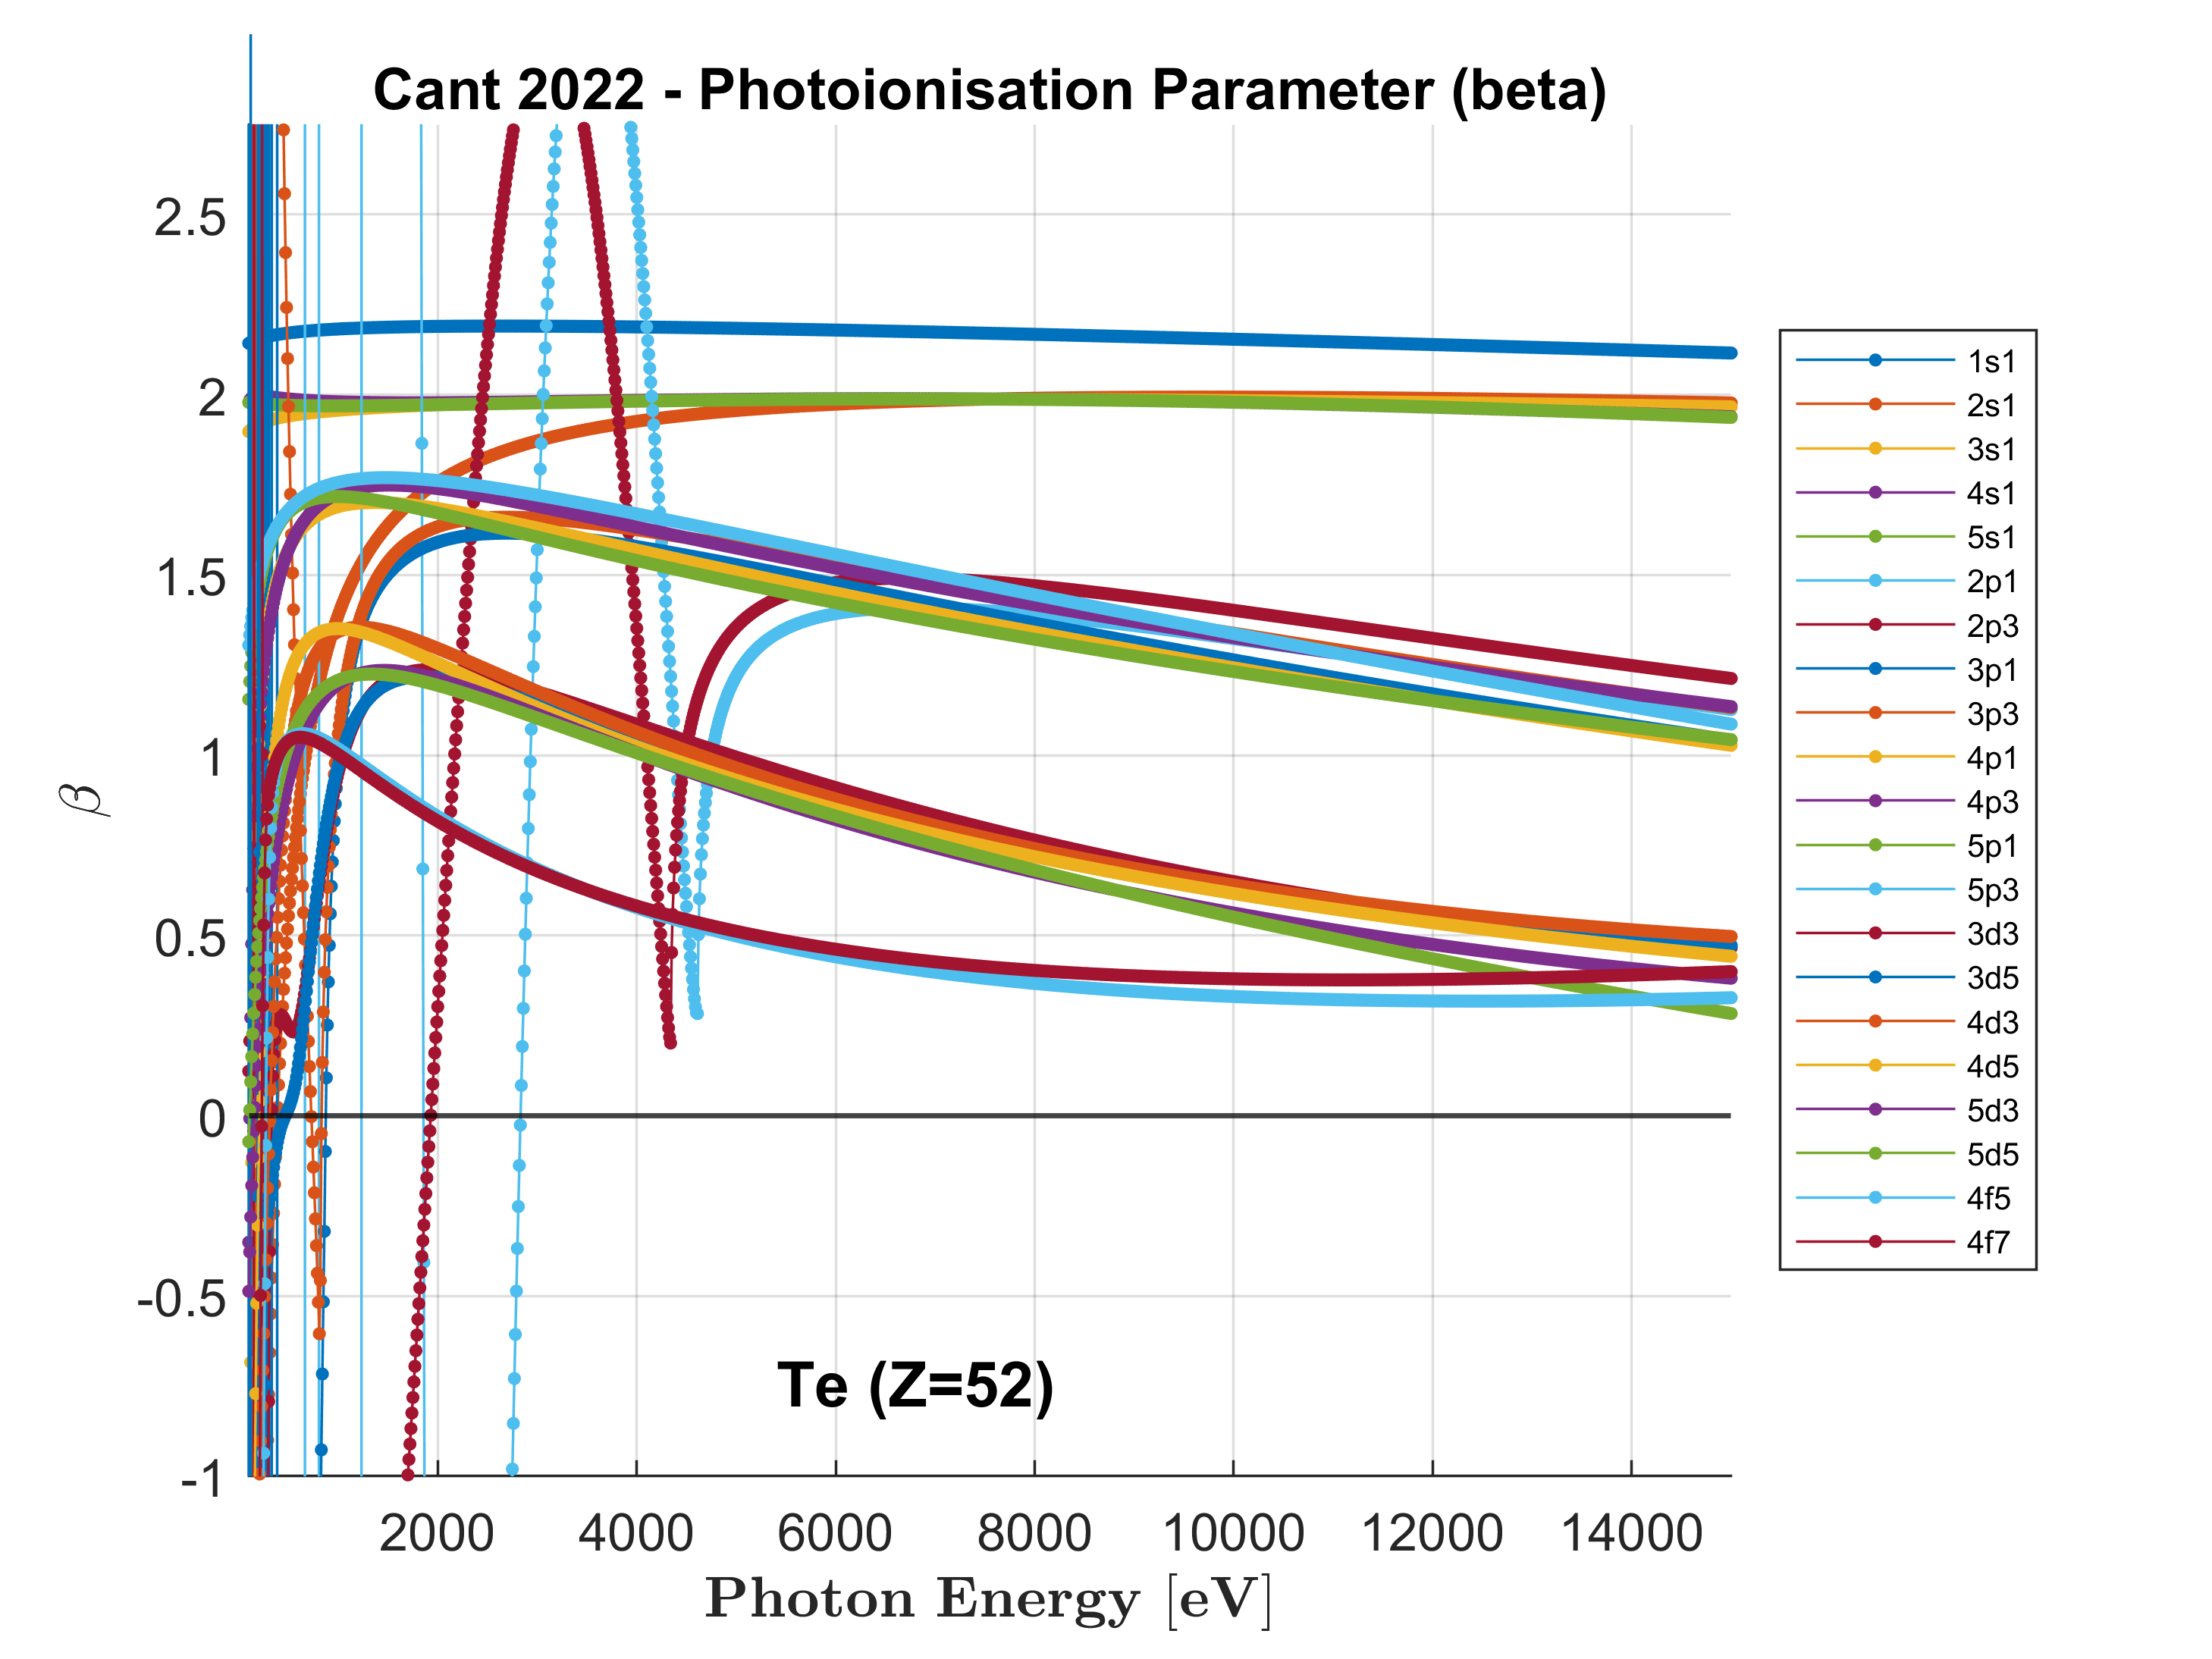 Cant 2022 - Photoionisation Parameter (beta)
2.5
2
1.5
1
0.5
0
-0.5
-1
β
2000 4000 6000 8000 10000 12000 14000
Photon Energy [eV]
Te (Z=52)
1s1
2s1
3s1
4s1
5s1
2p1
2p3
3p1
3p3
4p1
4p3
5p1
5p3
3d3
3d5
4d3
4d5
5d3
5d5
4f5
4f7